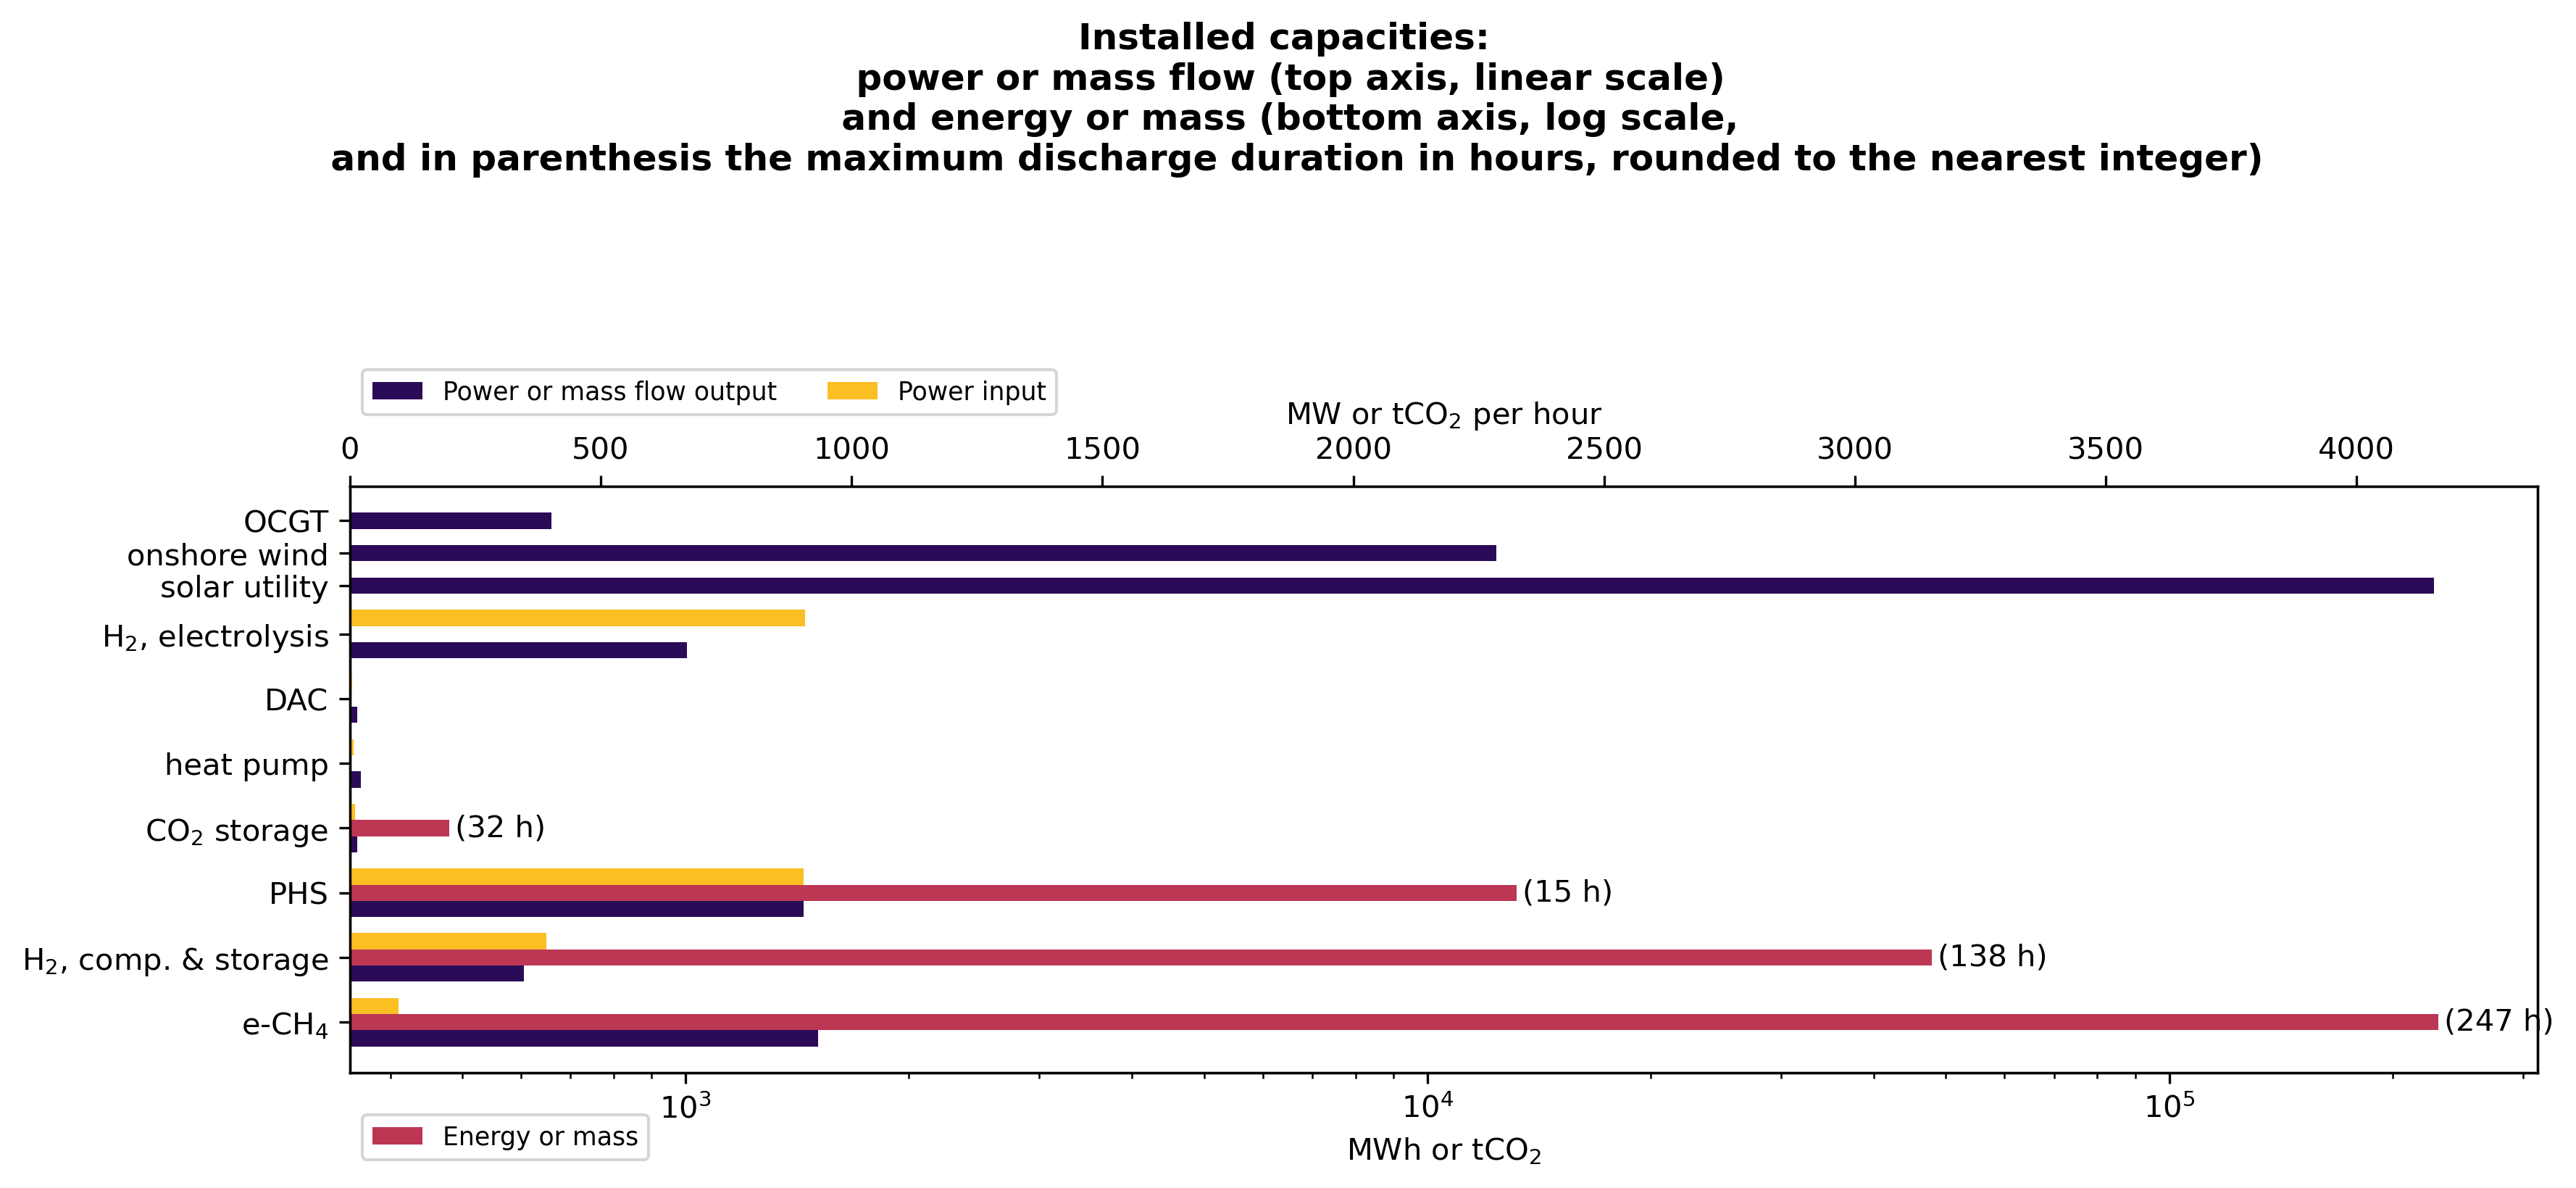 Installed capacities:
power or mass flow (top axis, linear scale)
and energy or mass (bottom axis, log scale,
and in parenthesis the maximum discharge duration in hours, rounded to the nearest integer)
Power or mass flow output Power input
MW or tCO₂ per hour
0 500 1000 1500 2000 2500 3000 3500 4000
OCGT
onshore wind
solar utility
H₂, electrolysis
DAC
heat pump
CO₂ storage (32 h)
PHS (15 h)
H₂, comp. & storage (138 h)
e-CH₄ (247 h)
10³ 10⁴ 10⁵
Energy or mass
MWh or tCO₂